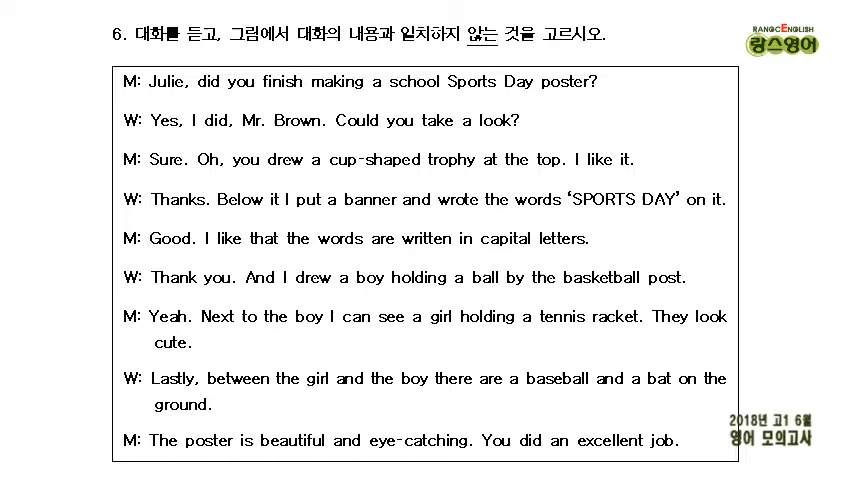 6. 대화를 듣고, 그림에서 대화의 내용과 일치하지 않는 것을 고르시오.
RANGCENGLISH
랑스영어
M: Julie, did you finish making a school Sports Day poster?
W: Yes, I did, Mr. Brown. Could you take a look?
M: Sure. Oh, you drew a cup-shaped trophy at the top. I like it.
W: Thanks. Below it I put a banner and wrote the words ‘SPORTS DAY’ on it.
M: Good. I like that the words are written in capital letters.
W: Thank you. And I drew a boy holding a ball by the basketball post.
M: Yeah. Next to the boy I can see a girl holding a tennis racket. They look
cute.
W: Lastly, between the girl and the boy there are a baseball and a bat on the
ground.
M: The poster is beautiful and eye-catching. You did an excellent job.
2018년 고1 6월
영어 모의고사